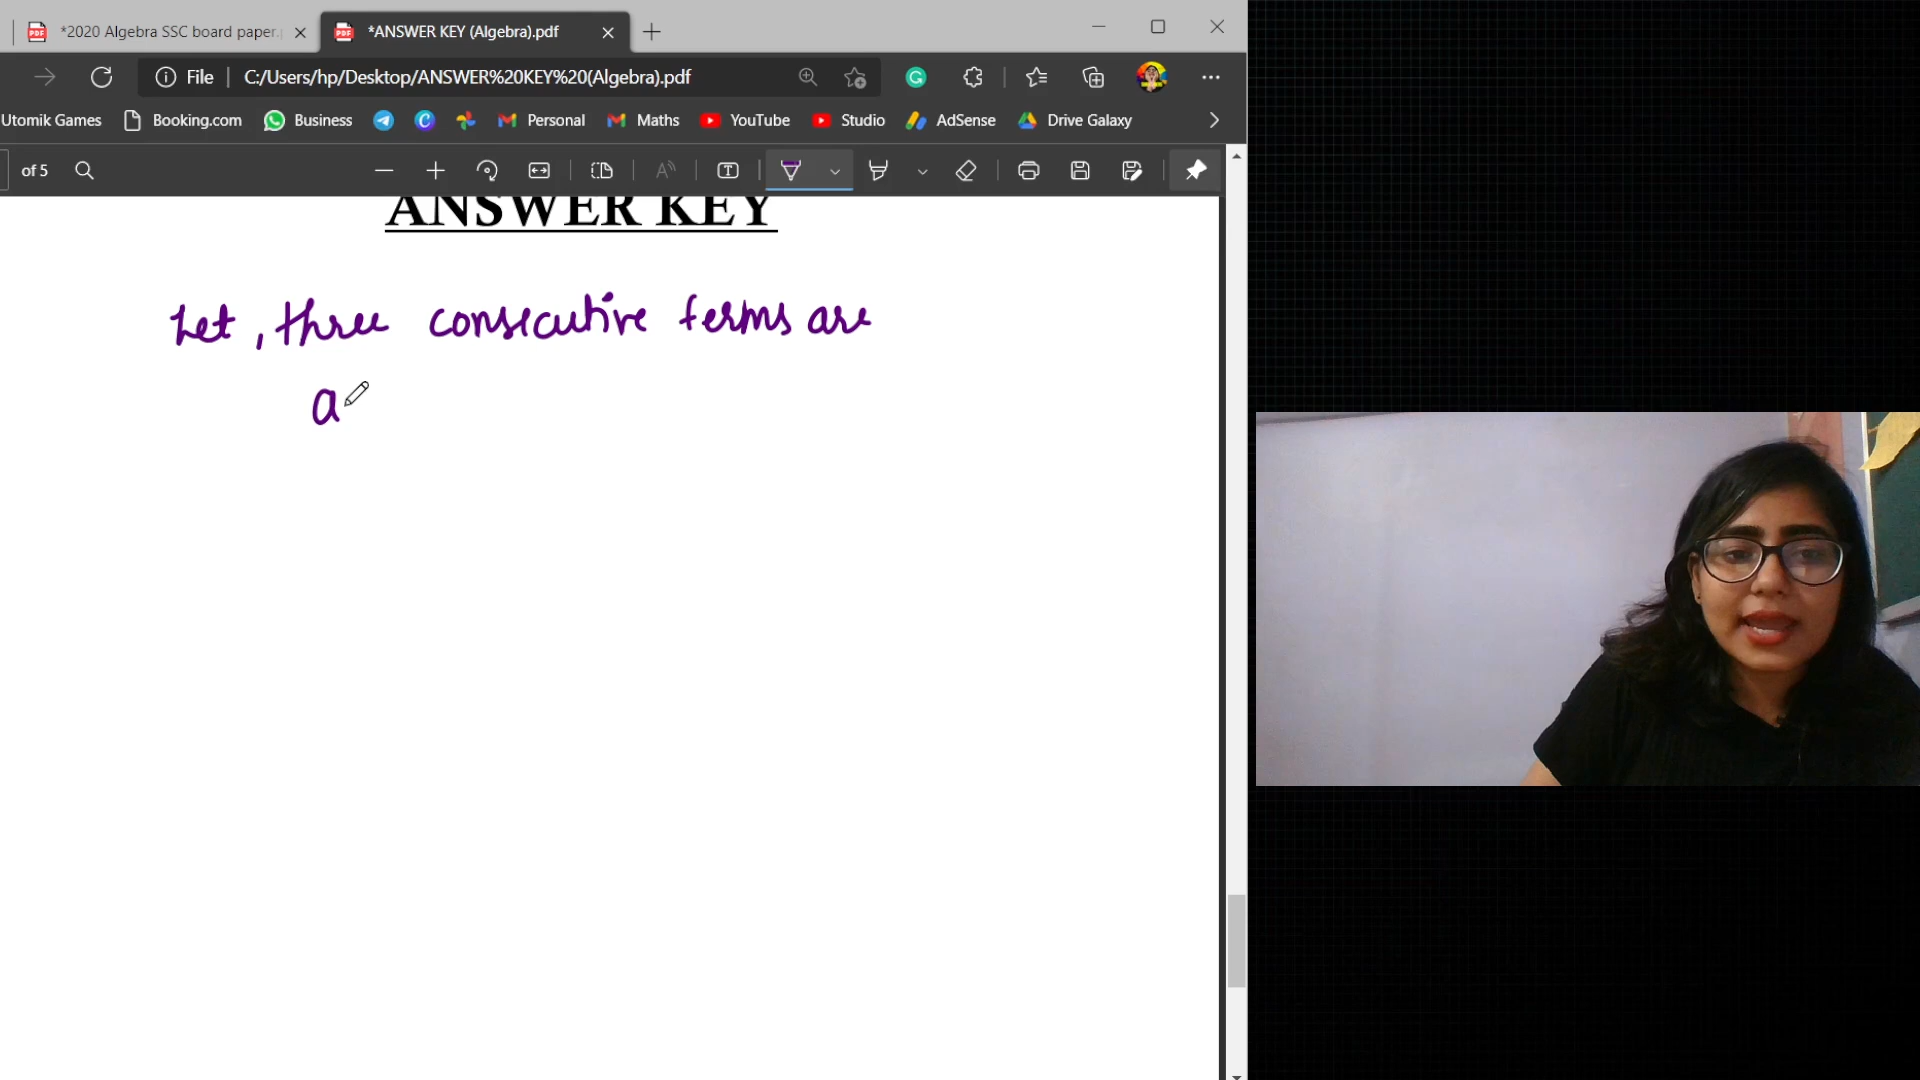 *2020 Algebra SSC board paper.
*ANSWER KEY (Algebra).pdf
File
C:/Users/hp/Desktop/ANSWER%20KEY%20(Algebra).pdf
Utomik Games Booking.com Business Personal Maths YouTube Studio AdSense Drive Galaxy
of 5
ANSWER KEY
Let, three consecutive terms are
a